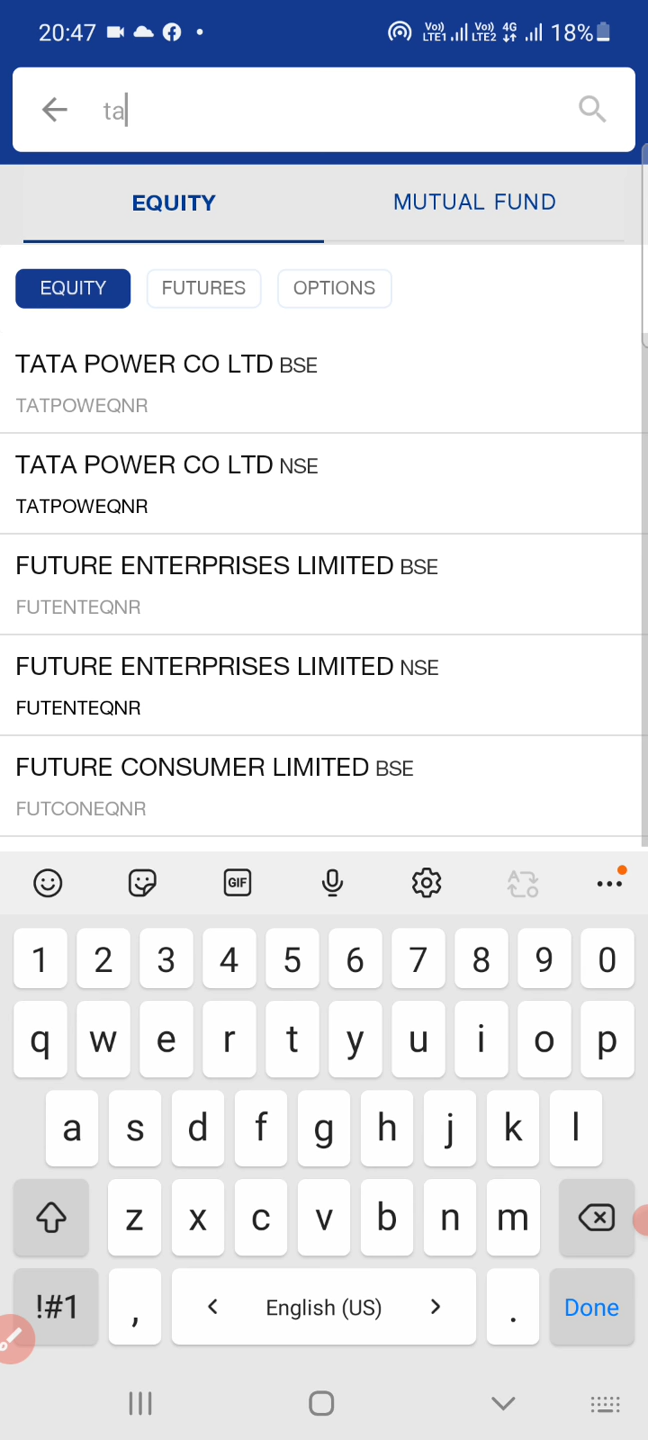 20:47 Vo) LTE1 Vo) LTE2 4G 18%
ta
EQUITY MUTUAL FUND
EQUITY FUTURES OPTIONS
TATA POWER CO LTD BSE
TATPOWEQNR
TATA POWER CO LTD NSE
TATPOWEQNR
FUTURE ENTERPRISES LIMITED BSE
FUTENTEQNR
FUTURE ENTERPRISES LIMITED NSE
FUTENTEQNR
FUTURE CONSUMER LIMITED BSE
FUTCONEQNR
GIF
1 2 3 4 5 6 7 8 9 0
q w e r t y u i o p
a s d f g h j k l
z x c v b n m
!#1 , < English (US) > . Done